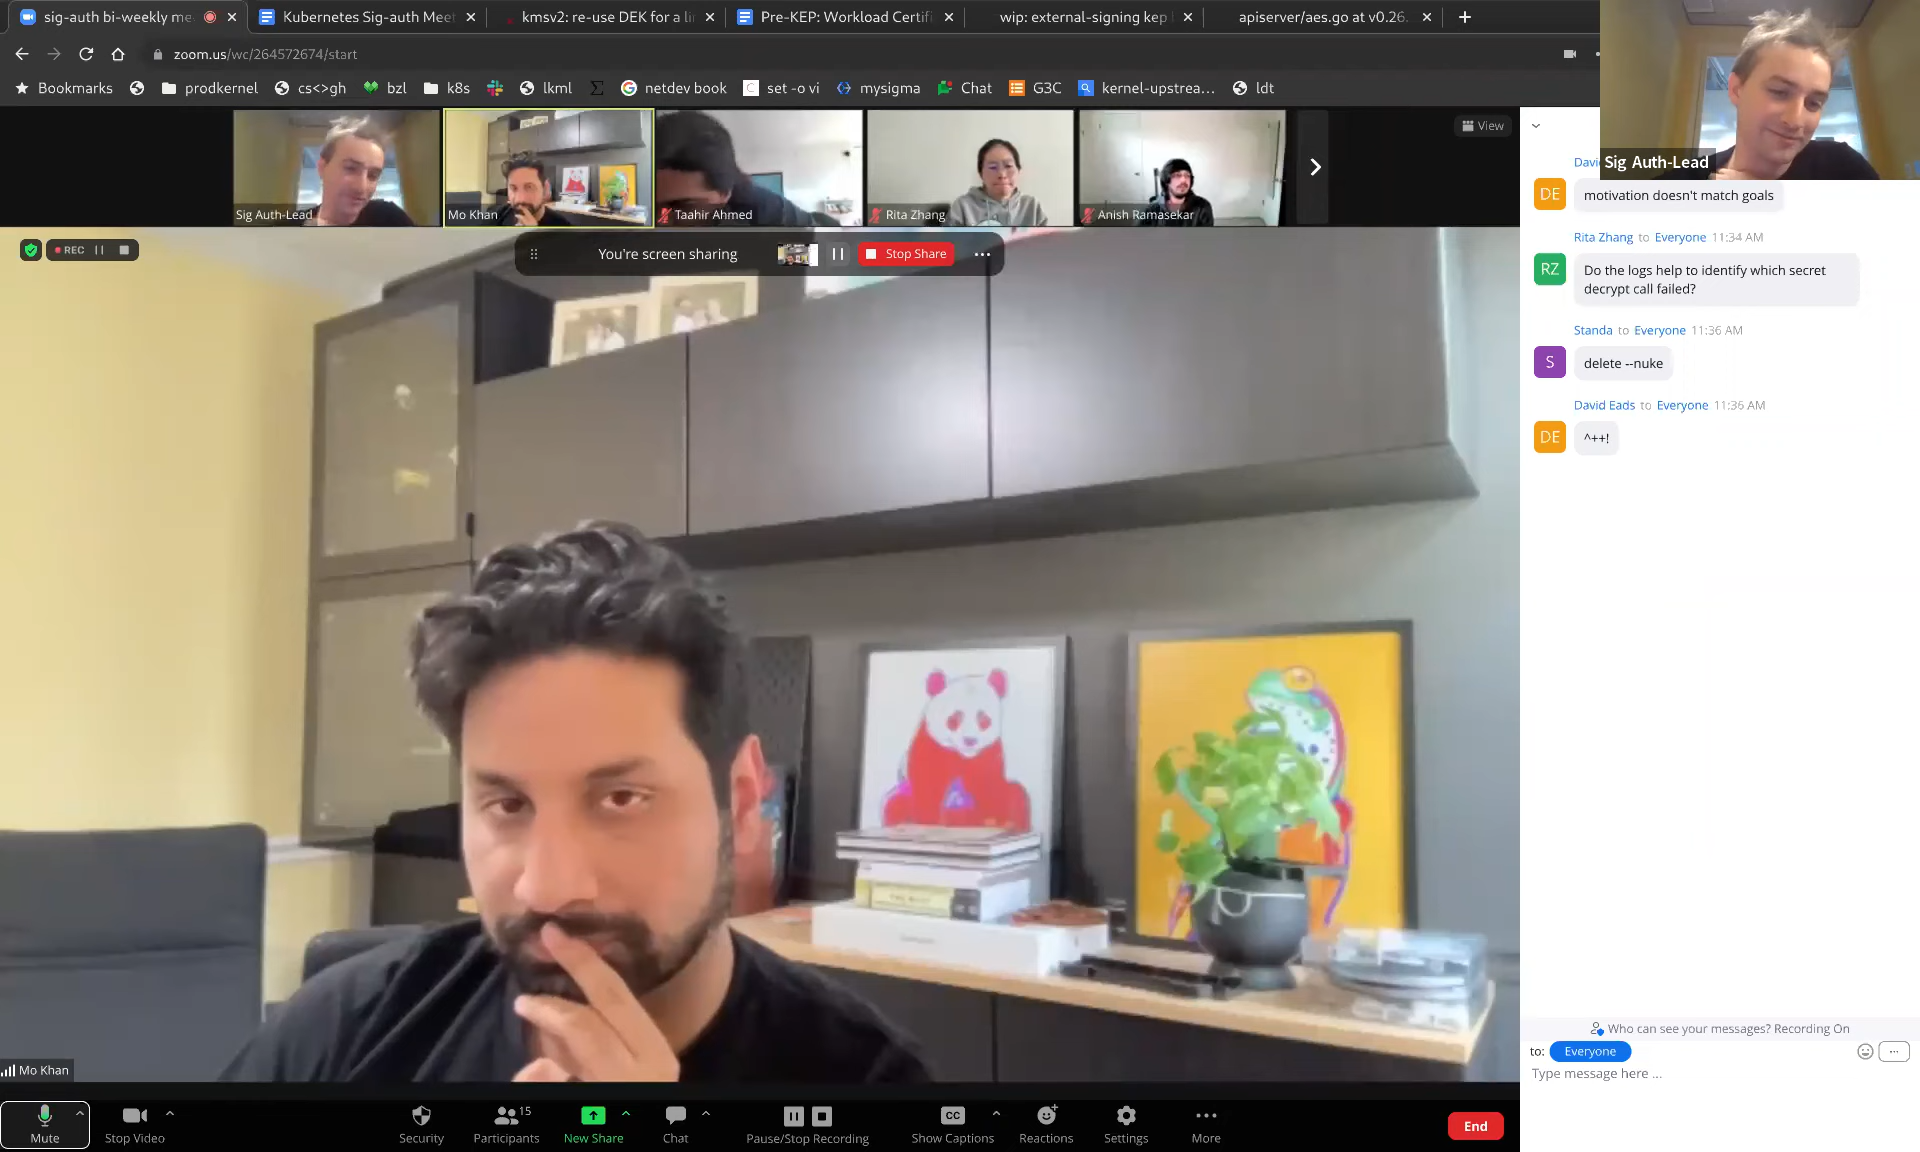 sig-auth bi-weekly me
Kubernetes Sig-auth Meet
kmsv2: re-use DEK for a li
Pre-KEP: Workload Certifi
wip: external-signing kep
apiserver/aes.go at v0.26.
zoom.us/wc/264572674/start
Bookmarks
prodkernel
cs<>gh
bzl
k8s
lkml
netdev book
set -o vi
mysigma
Chat
G3C
kernel-upstrea...
ldt
Sig Auth-Lead
Mo Khan
Taahir Ahmed
Rita Zhang
Anish Ramasekar
View
Sig Auth-Lead
REC
You're screen sharing
Stop Share
Davi
DE
motivation doesn't match goals
Rita Zhang to Everyone 11:34 AM
RZ
Do the logs help to identify which secret
decrypt call failed?
Standa to Everyone 11:36 AM
S
delete --nuke
David Eads to Everyone 11:36 AM
DE
^++!
Who can see your messages? Recording On
to: Everyone
Type message here ...
Mo Khan
Mute
Stop Video
Security
15
Participants
New Share
Chat
Pause/Stop Recording
CC
Show Captions
Reactions
Settings
More
End